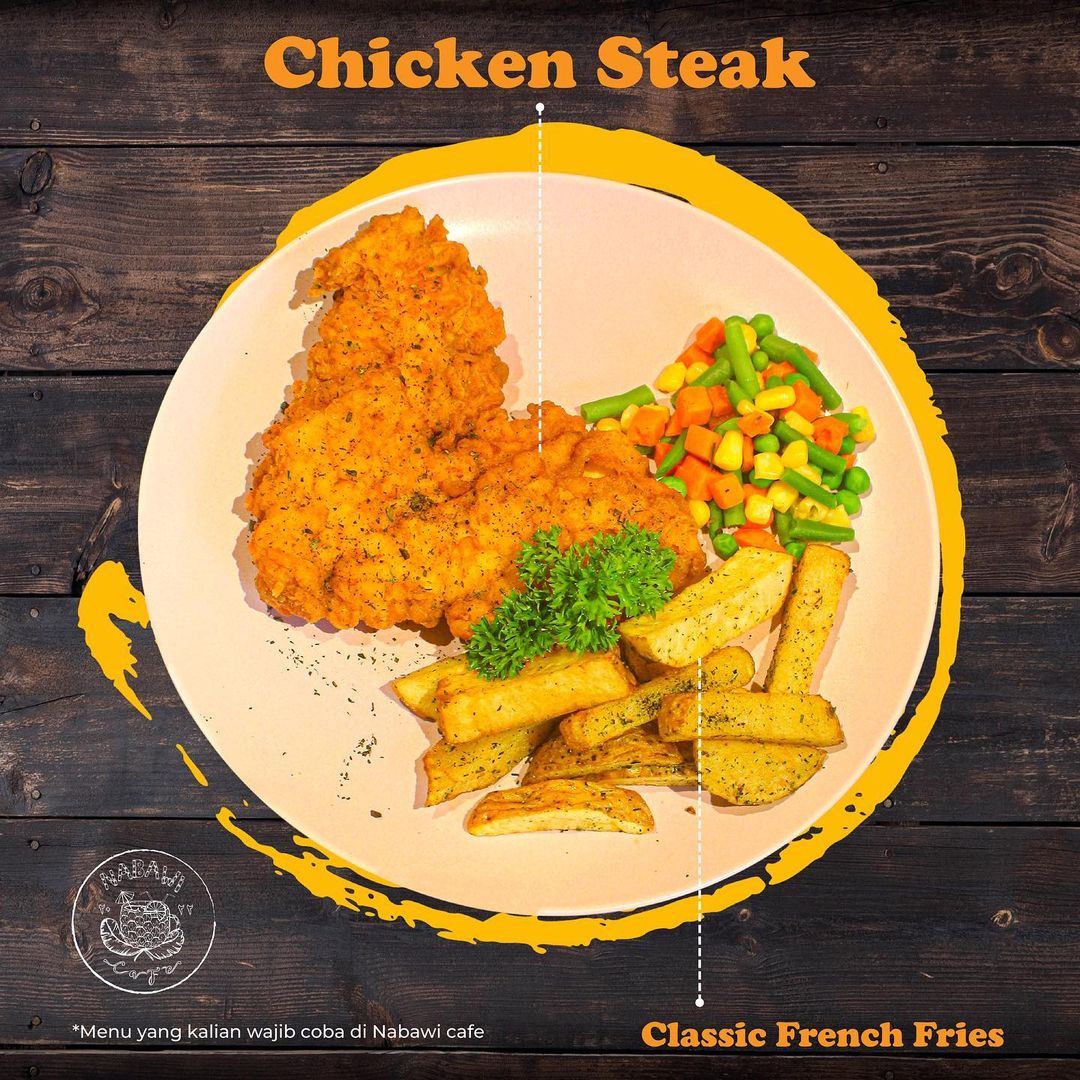 Chicken Steak
NABAWI
Cafe
*Menu yang kalian wajib coba di Nabawi cafe
Classic French Fries